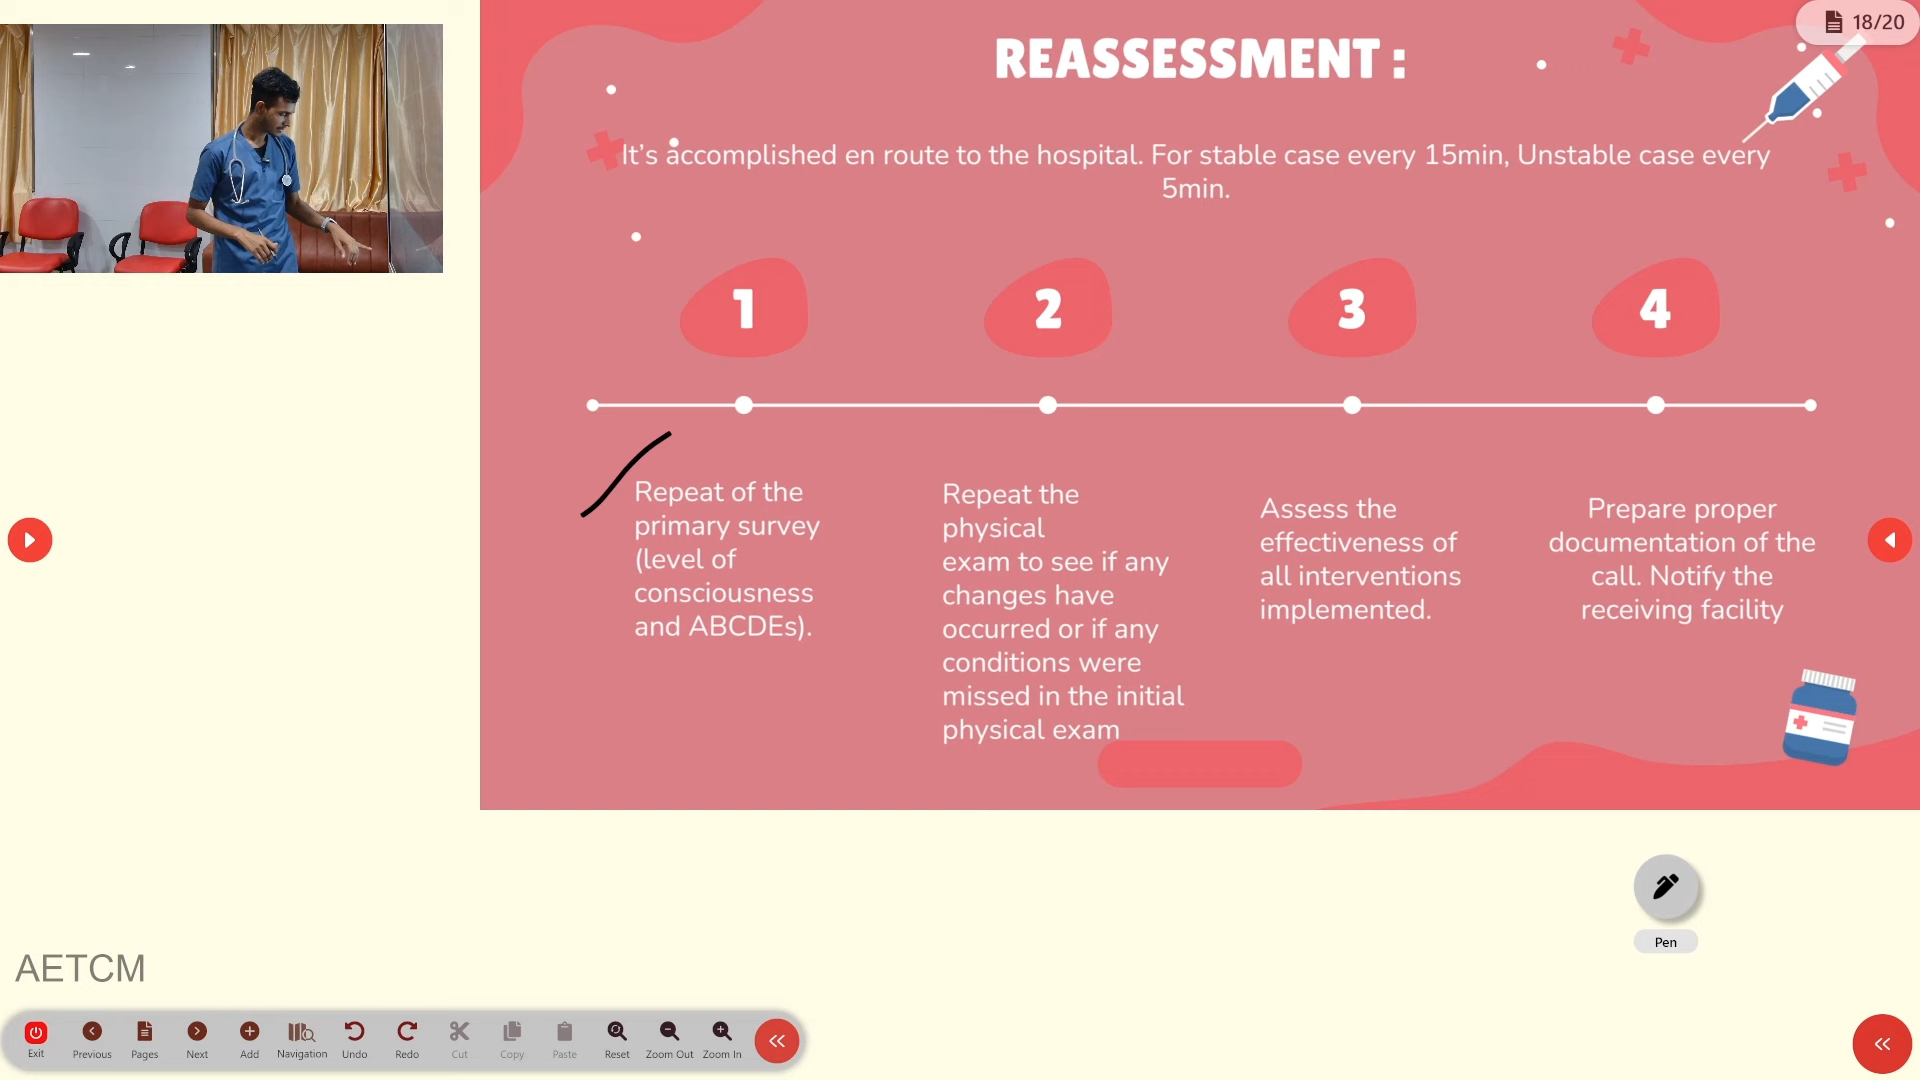 18/20
REASSESSMENT :
It's accomplished en route to the hospital. For stable case every 15min, Unstable case every
5min.
1
2
3
4
Repeat of the
primary survey
(level of
consciousness
and ABCDEs).
Repeat the
physical
exam to see if any
changes have
occurred or if any
conditions were
missed in the initial
physical exam
Assess the
effectiveness of
all interventions
implemented.
Prepare proper
documentation of the
call. Notify the
receiving facility
Pen
AETCM
Exit
Previous
Pages
Next
Add
Navigation
Undo
Redo
Cut
Copy
Paste
Reset
Zoom Out
Zoom In